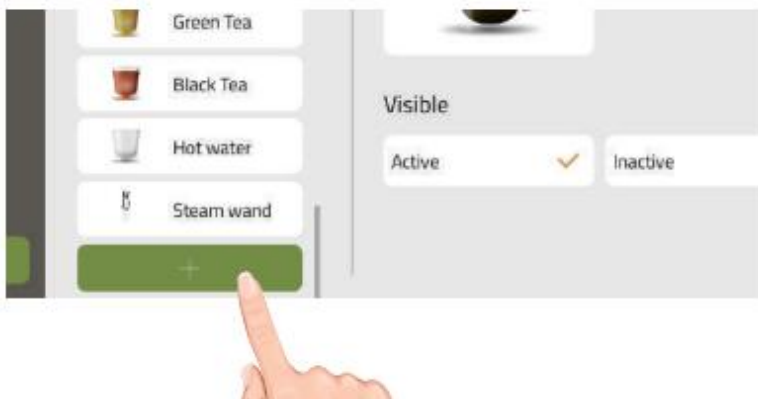 Green Tea
Black Tea
Visible
Hot water
Active
Inactive
Steam wand
+